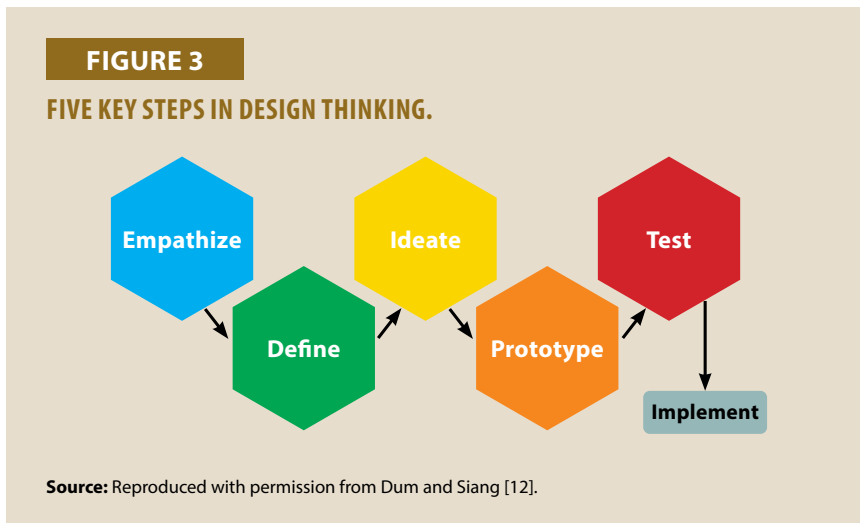 FIGURE 3
FIVE KEY STEPS IN DESIGN THINKING.
Empathize
Define
Ideate
Prototype
Test
Implement
Source: Reproduced with permission from Dum and Siang [12].